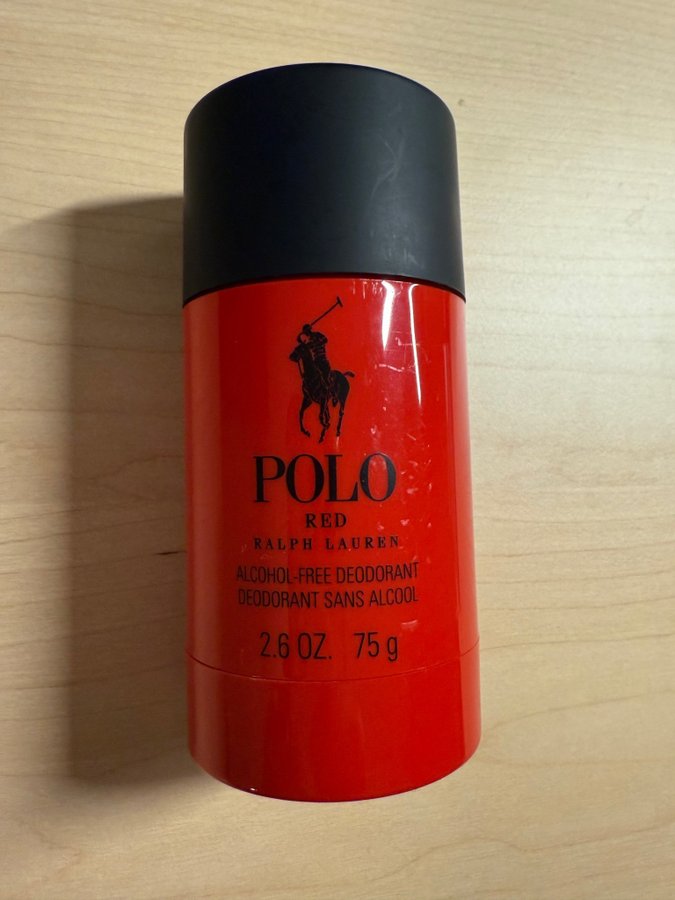 POLO
RED
RALPH LAUREN
ALCOHOL-FREE DEODORANT
DEODORANT SANS ALCOOL
2.6 OZ. 75 g